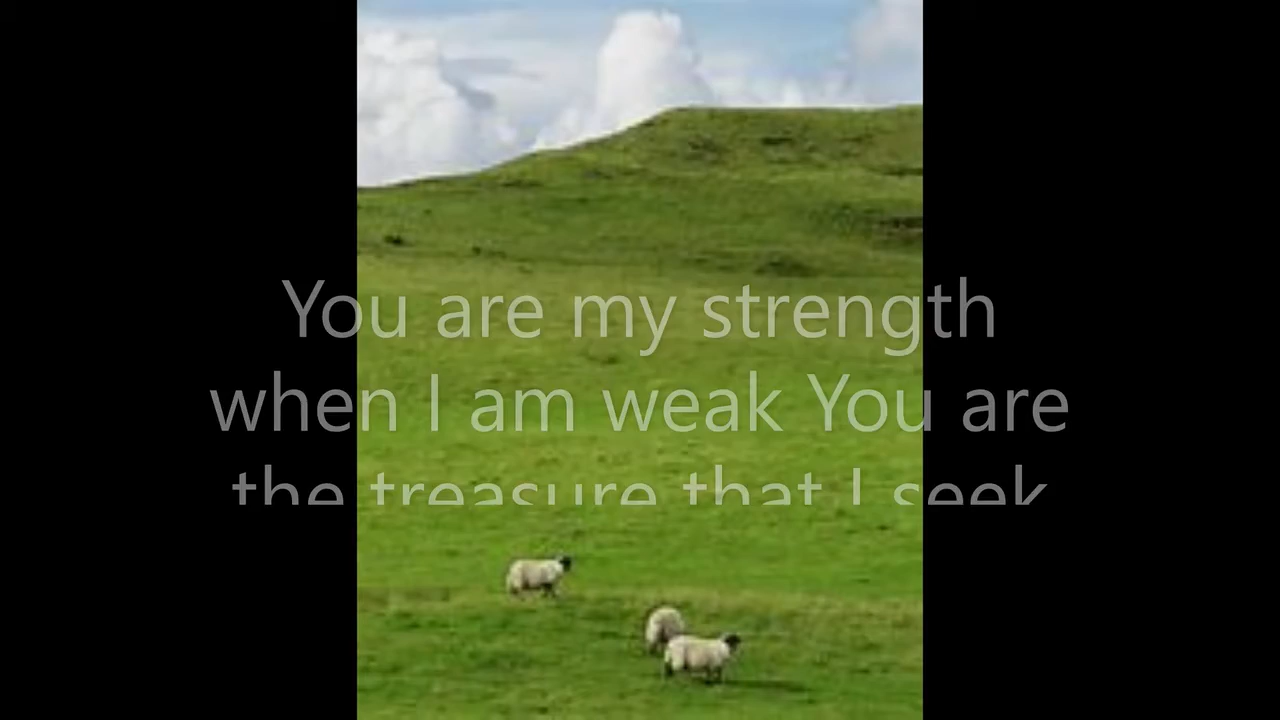 You are my strength
when I am weak You are
the treasure that I seek